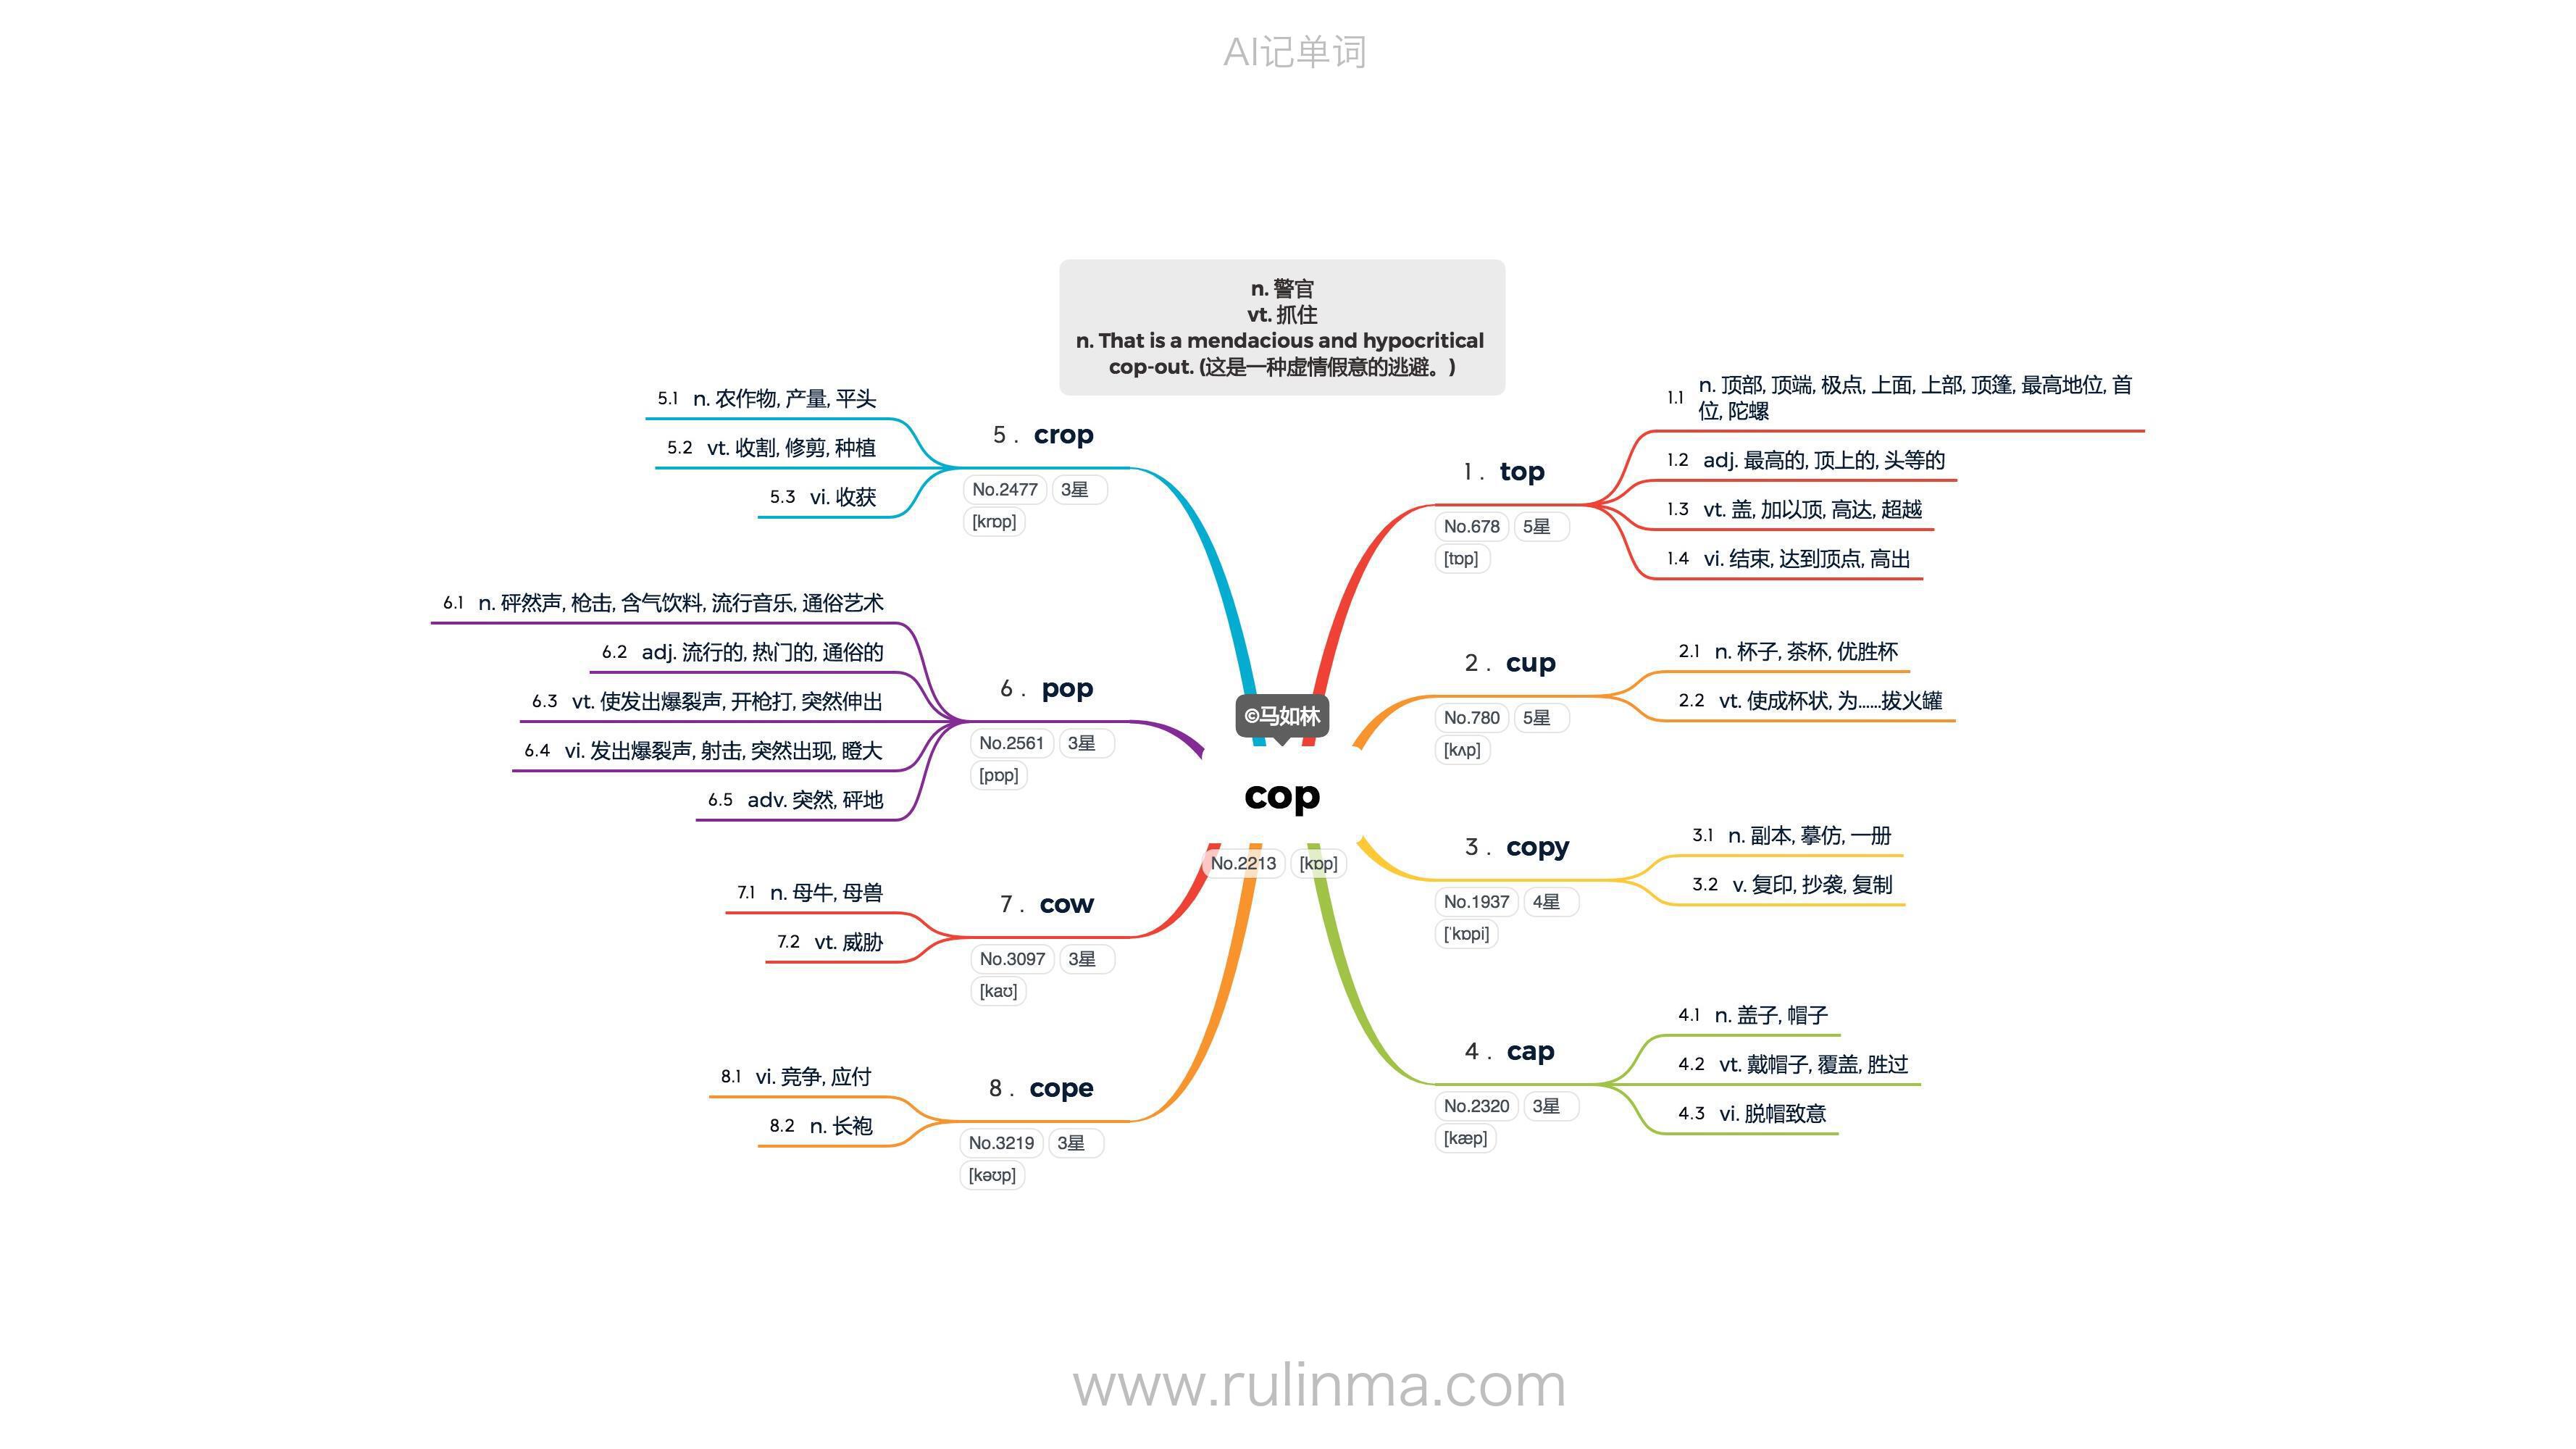 AI记单词
n. 警官
vt. 抓住
n. That is a mendacious and hypocritical
cop-out. (这是一种虚情假意的逃避。)
©马如林
cop
No.2213 [kɒp]
1 . top
No.678 5星
[tɒp]
1.1 n. 顶部, 顶端, 极点, 上面, 上部, 顶篷, 最高地位, 首
位, 陀螺
1.2 adj. 最高的, 顶上的, 头等的
1.3 vt. 盖, 加以顶, 高达, 超越
1.4 vi. 结束, 达到顶点, 高出
2 . cup
No.780 5星
[kʌp]
2.1 n. 杯子, 茶杯, 优胜杯
2.2 vt. 使成杯状, 为……拔火罐
3 . copy
No.1937 4星
[ˈkɒpi]
3.1 n. 副本, 摹仿, 一册
3.2 v. 复印, 抄袭, 复制
4 . cap
No.2320 3星
[kæp]
4.1 n. 盖子, 帽子
4.2 vt. 戴帽子, 覆盖, 胜过
4.3 vi. 脱帽致意
5 . crop
No.2477 3星
[krɒp]
5.1 n. 农作物, 产量, 平头
5.2 vt. 收割, 修剪, 种植
5.3 vi. 收获
6 . pop
No.2561 3星
[pɒp]
6.1 n. 砰然声, 枪击, 含气饮料, 流行音乐, 通俗艺术
6.2 adj. 流行的, 热门的, 通俗的
6.3 vt. 使发出爆裂声, 开枪打, 突然伸出
6.4 vi. 发出爆裂声, 射击, 突然出现, 瞪大
6.5 adv. 突然, 砰地
7 . cow
No.3097 3星
[kaʊ]
7.1 n. 母牛, 母兽
7.2 vt. 威胁
8 . cope
No.3219 3星
[kəʊp]
8.1 vi. 竞争, 应付
8.2 n. 长袍
www.rulinma.com